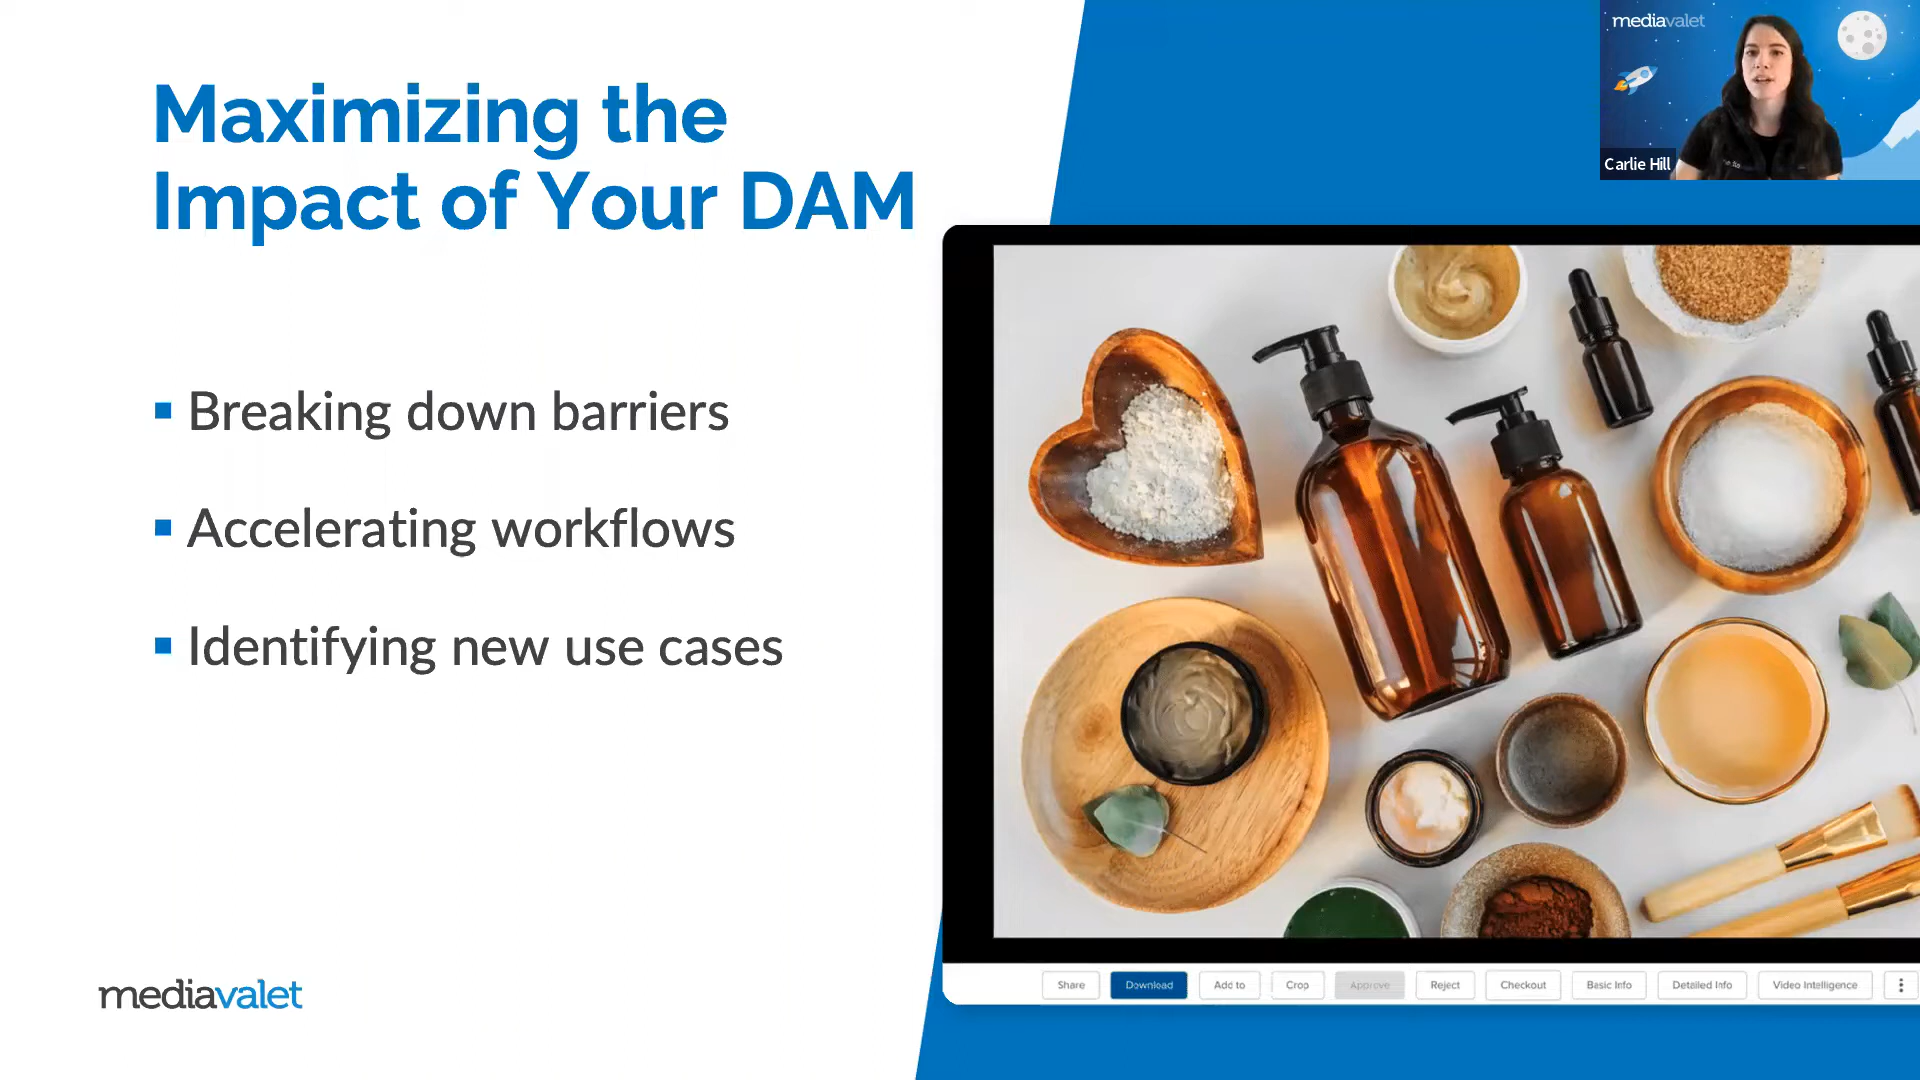 Maximizing the
Impact of Your DAM
mediavalet
Carlie Hill
Breaking down barriers
Accelerating workflows
Identifying new use cases
mediavalet
Share
Download
Add to
Crop
Approve
Reject
Checkout
Basic Info
Detailed Info
Video Intelligence